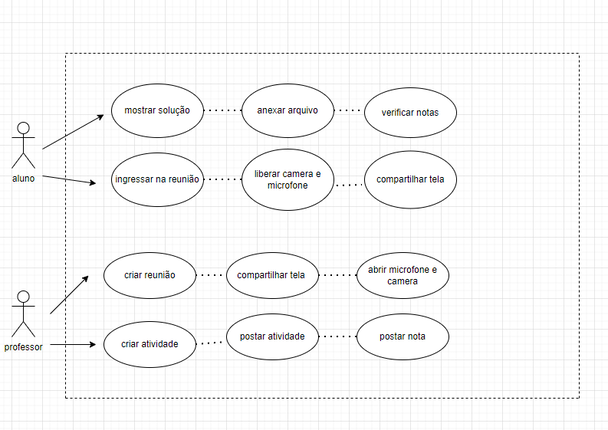 mostrar solução
anexar arquivo
verificar notas
aluno
ingressar na reunião
liberar camera e
microfone
compartilhar tela
criar reunião
compartilhar tela
abrir microfone e
camera
professor
criar atividade
postar atividade
postar nota